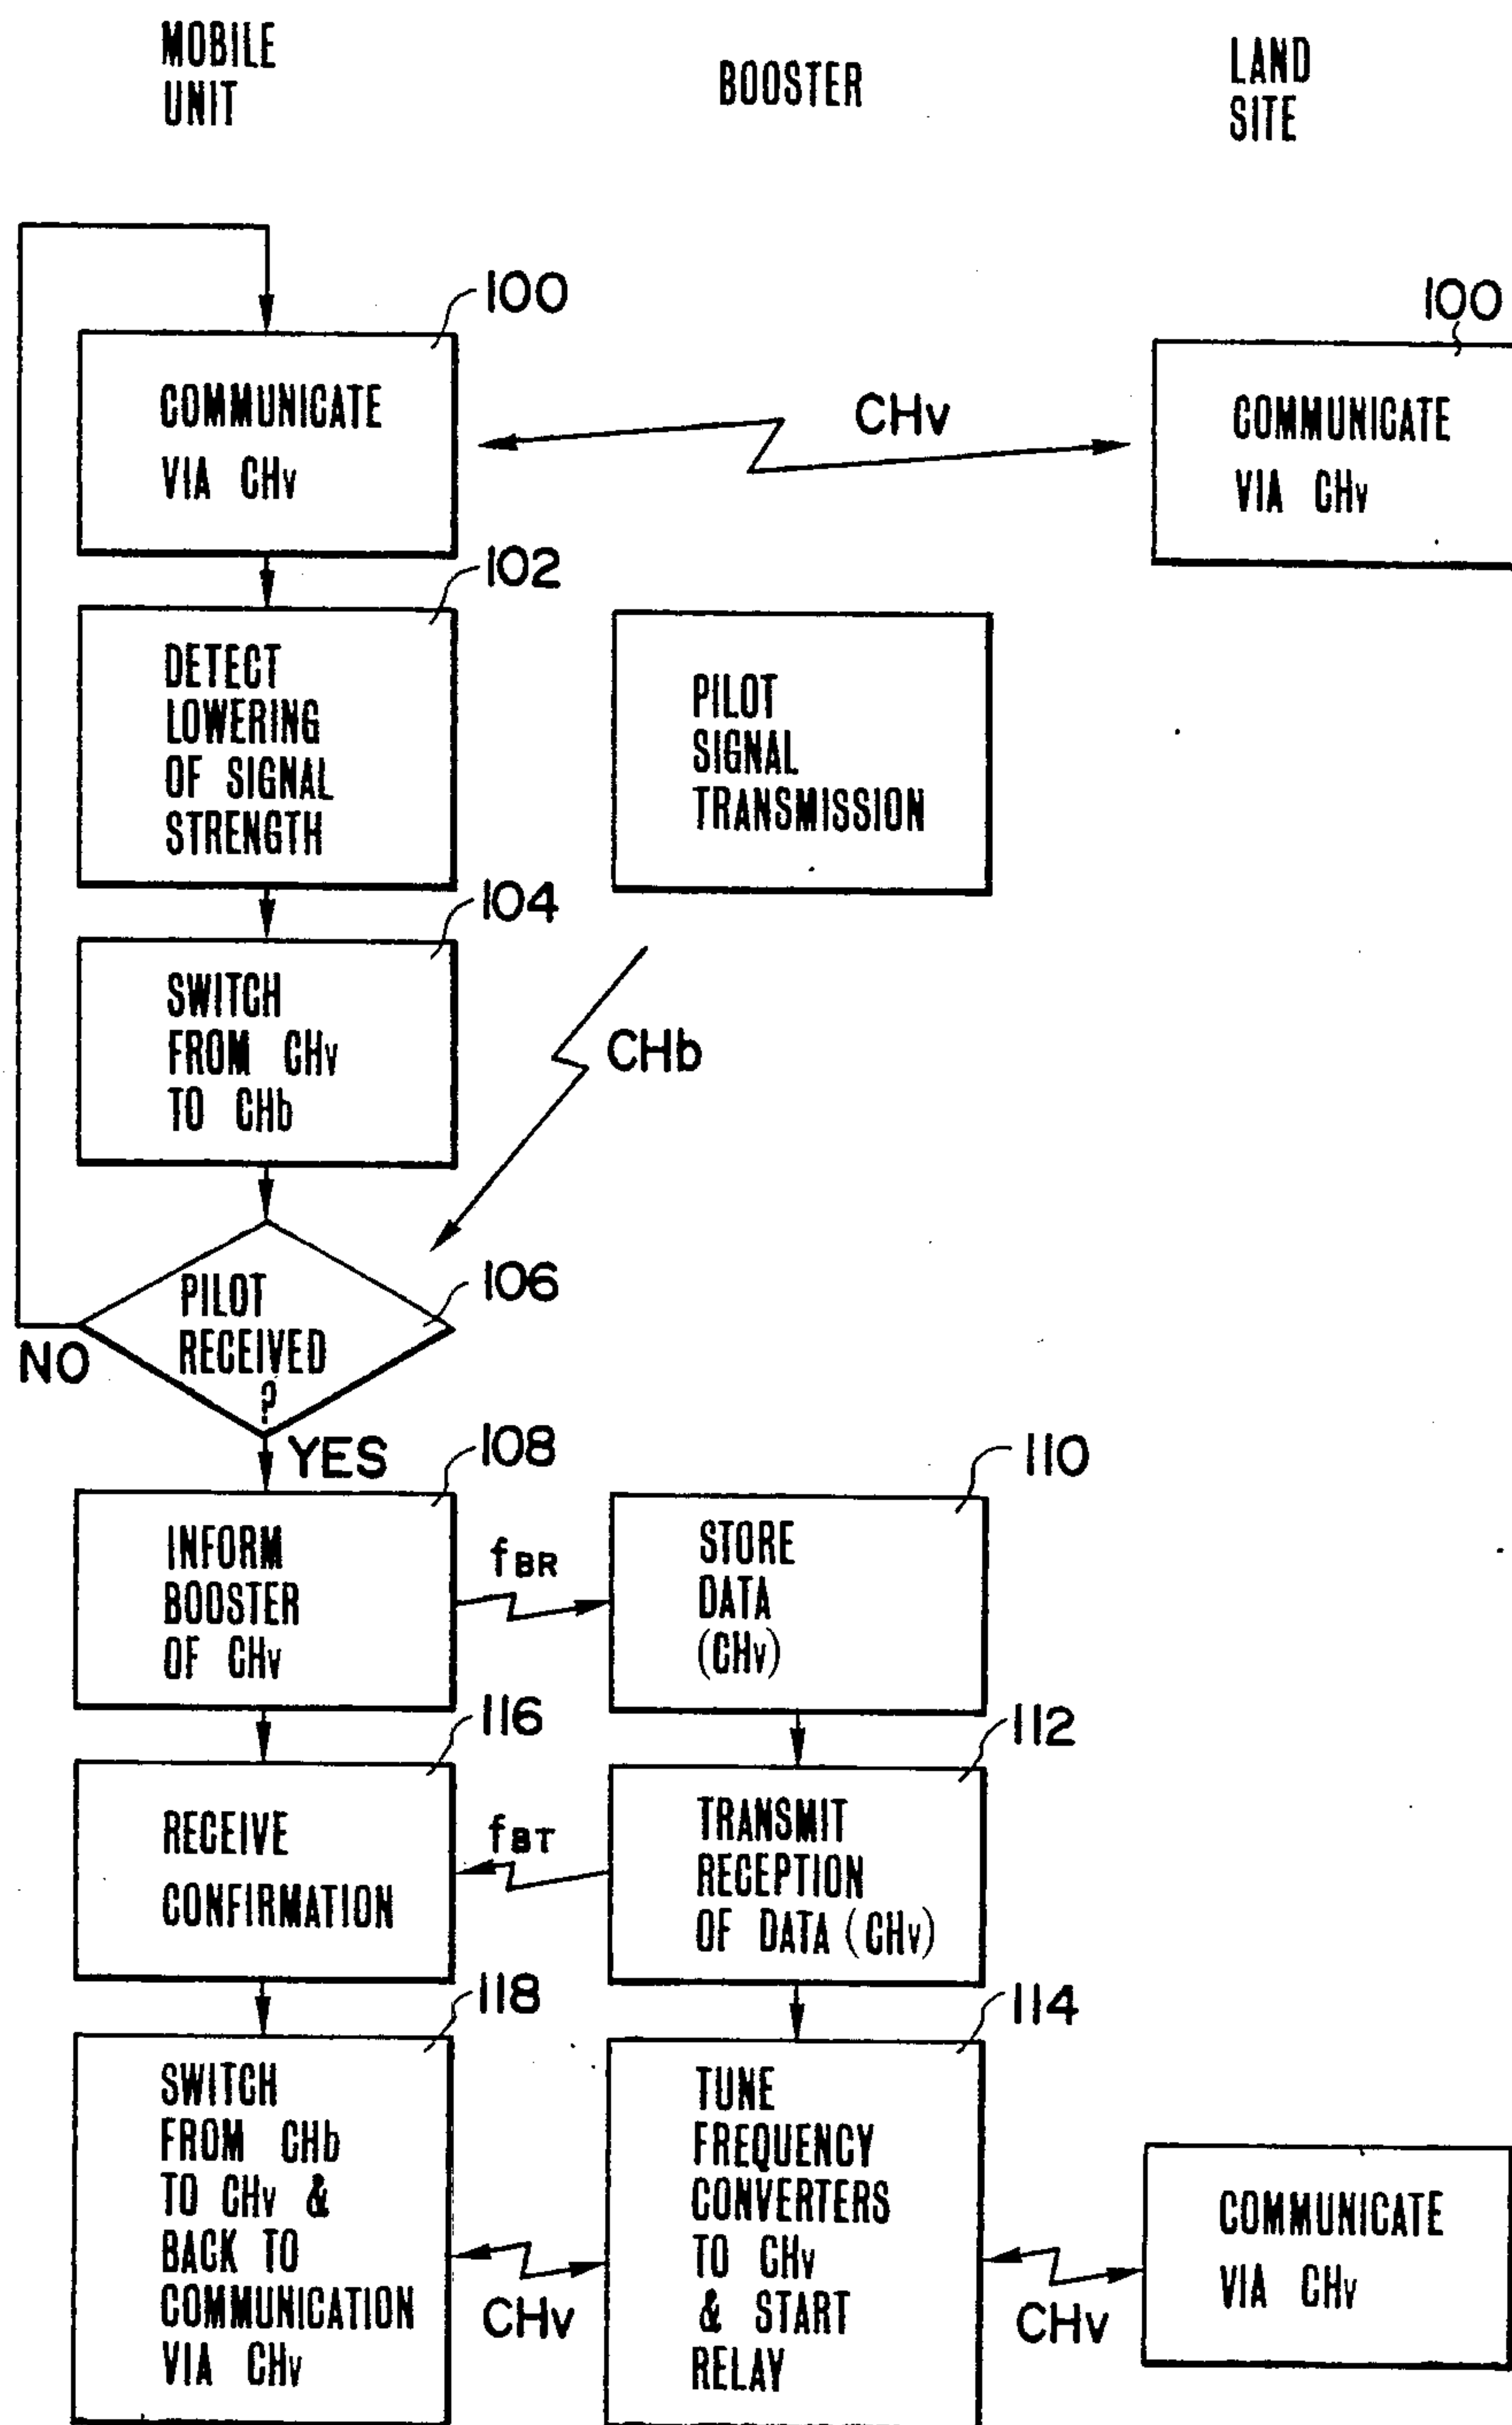 MOBILE
UNIT
BOOSTER
LAND
SITE
100
COMMUNICATE
VIA CHv
CHv
100
COMMUNICATE
VIA CHv
102
DETECT
LOWERING
OF SIGNAL
STRENGTH
PILOT
SIGNAL
TRANSMISSION
104
SWITCH
FROM CHv
TO CHb
CHb
106
PILOT
RECEIVED
?
NO
YES
108
INFORM
BOOSTER
OF CHv
fBR
110
STORE
DATA
(CHv)
116
RECEIVE
CONFIRMATION
fBT
112
TRANSMIT
RECEPTION
OF DATA (CHv)
118
SWITCH
FROM CHb
TO CHv &
BACK TO
COMMUNICATION
VIA CHv
CHv
114
TUNE
FREQUENCY
CONVERTERS
TO CHv
& START
RELAY
CHv
COMMUNICATE
VIA CHv